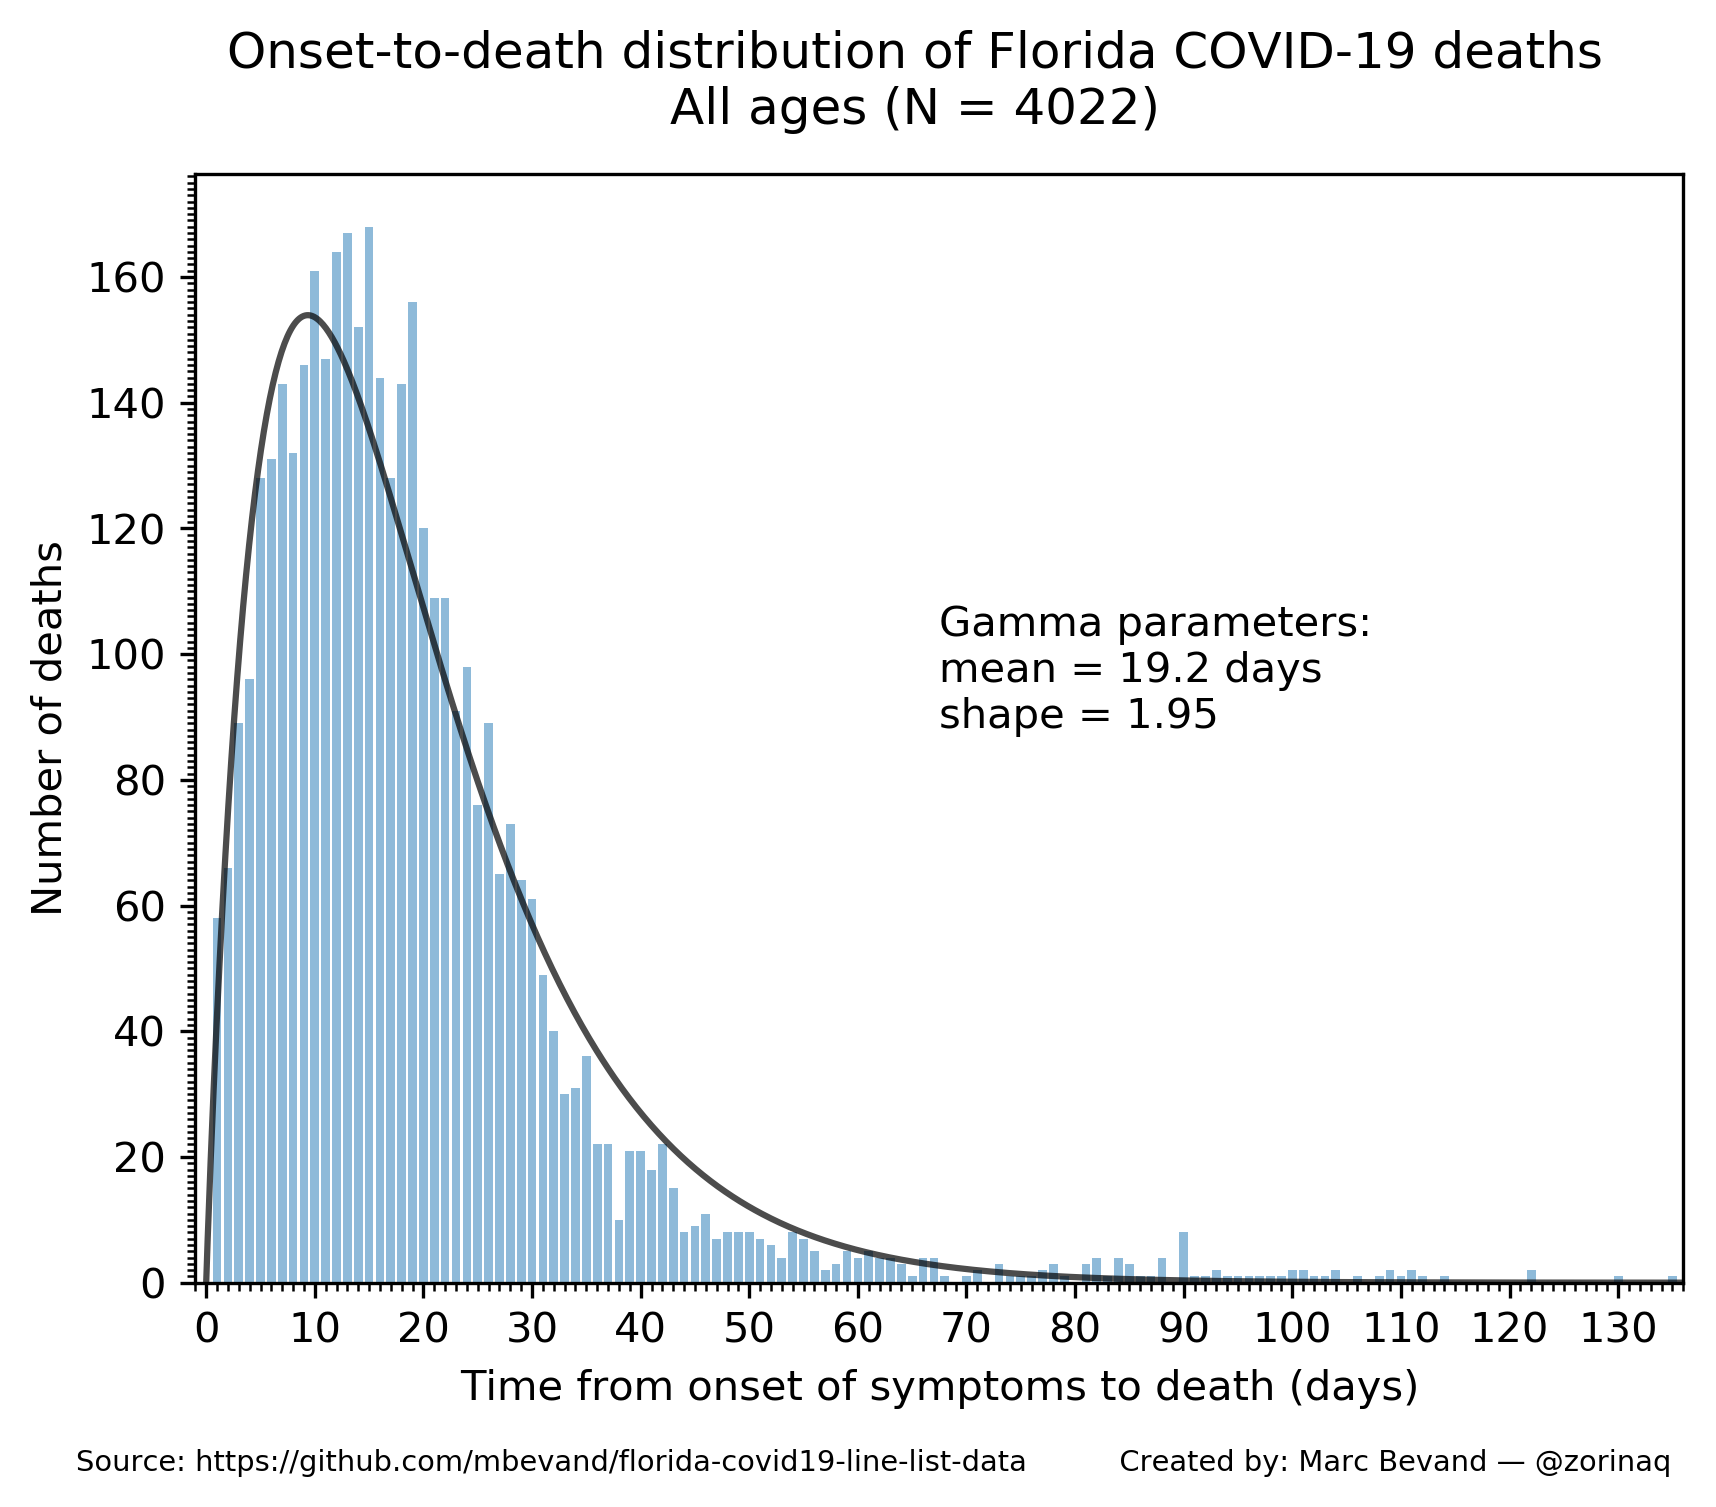 Onset-to-death distribution of Florida COVID-19 deaths
All ages (N = 4022)
Number of deaths
160
140
120
100
80
60
40
20
0
Gamma parameters:
mean = 19.2 days
shape = 1.95
0 10 20 30 40 50 60 70 80 90 100 110 120 130
Time from onset of symptoms to death (days)
Source: https://github.com/mbevand/florida-covid19-line-list-data Created by: Marc Bevand — @zorinaq